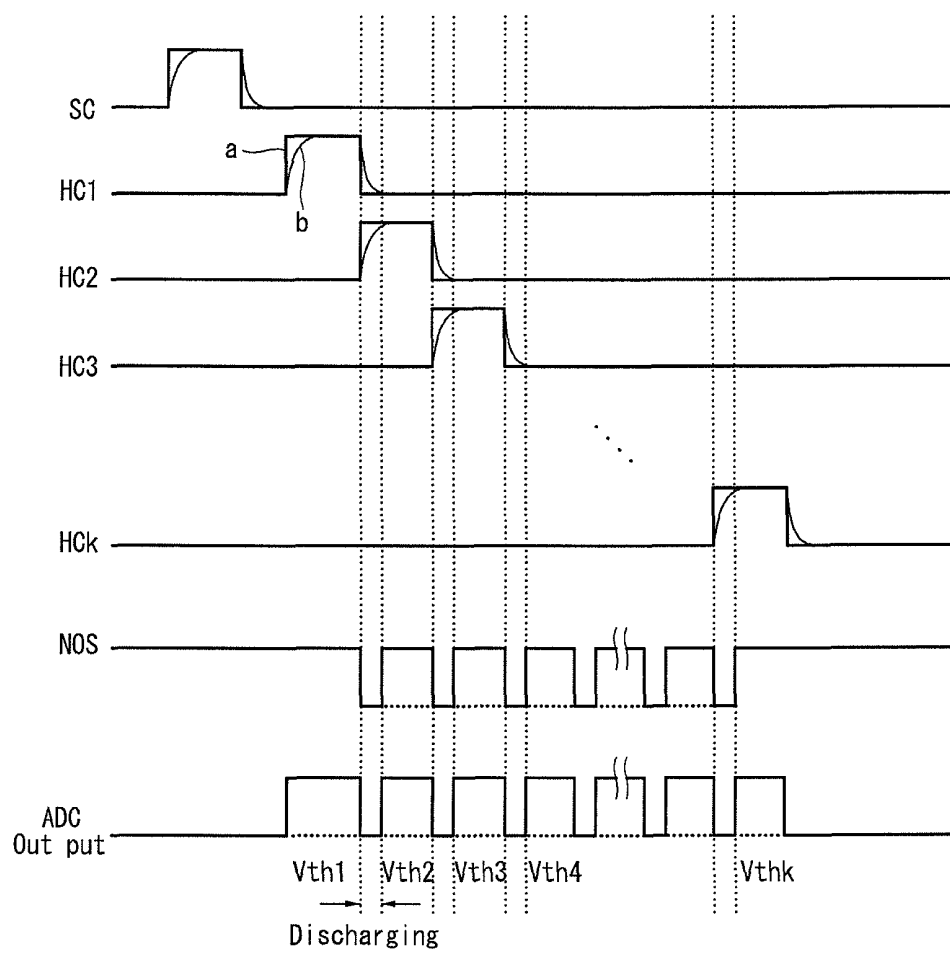 SC
a
HC1
b
HC2
HC3
HCk
NOS
ADC
Out put
Vth1 Vth2 Vth3 Vth4 Vthk
Discharging